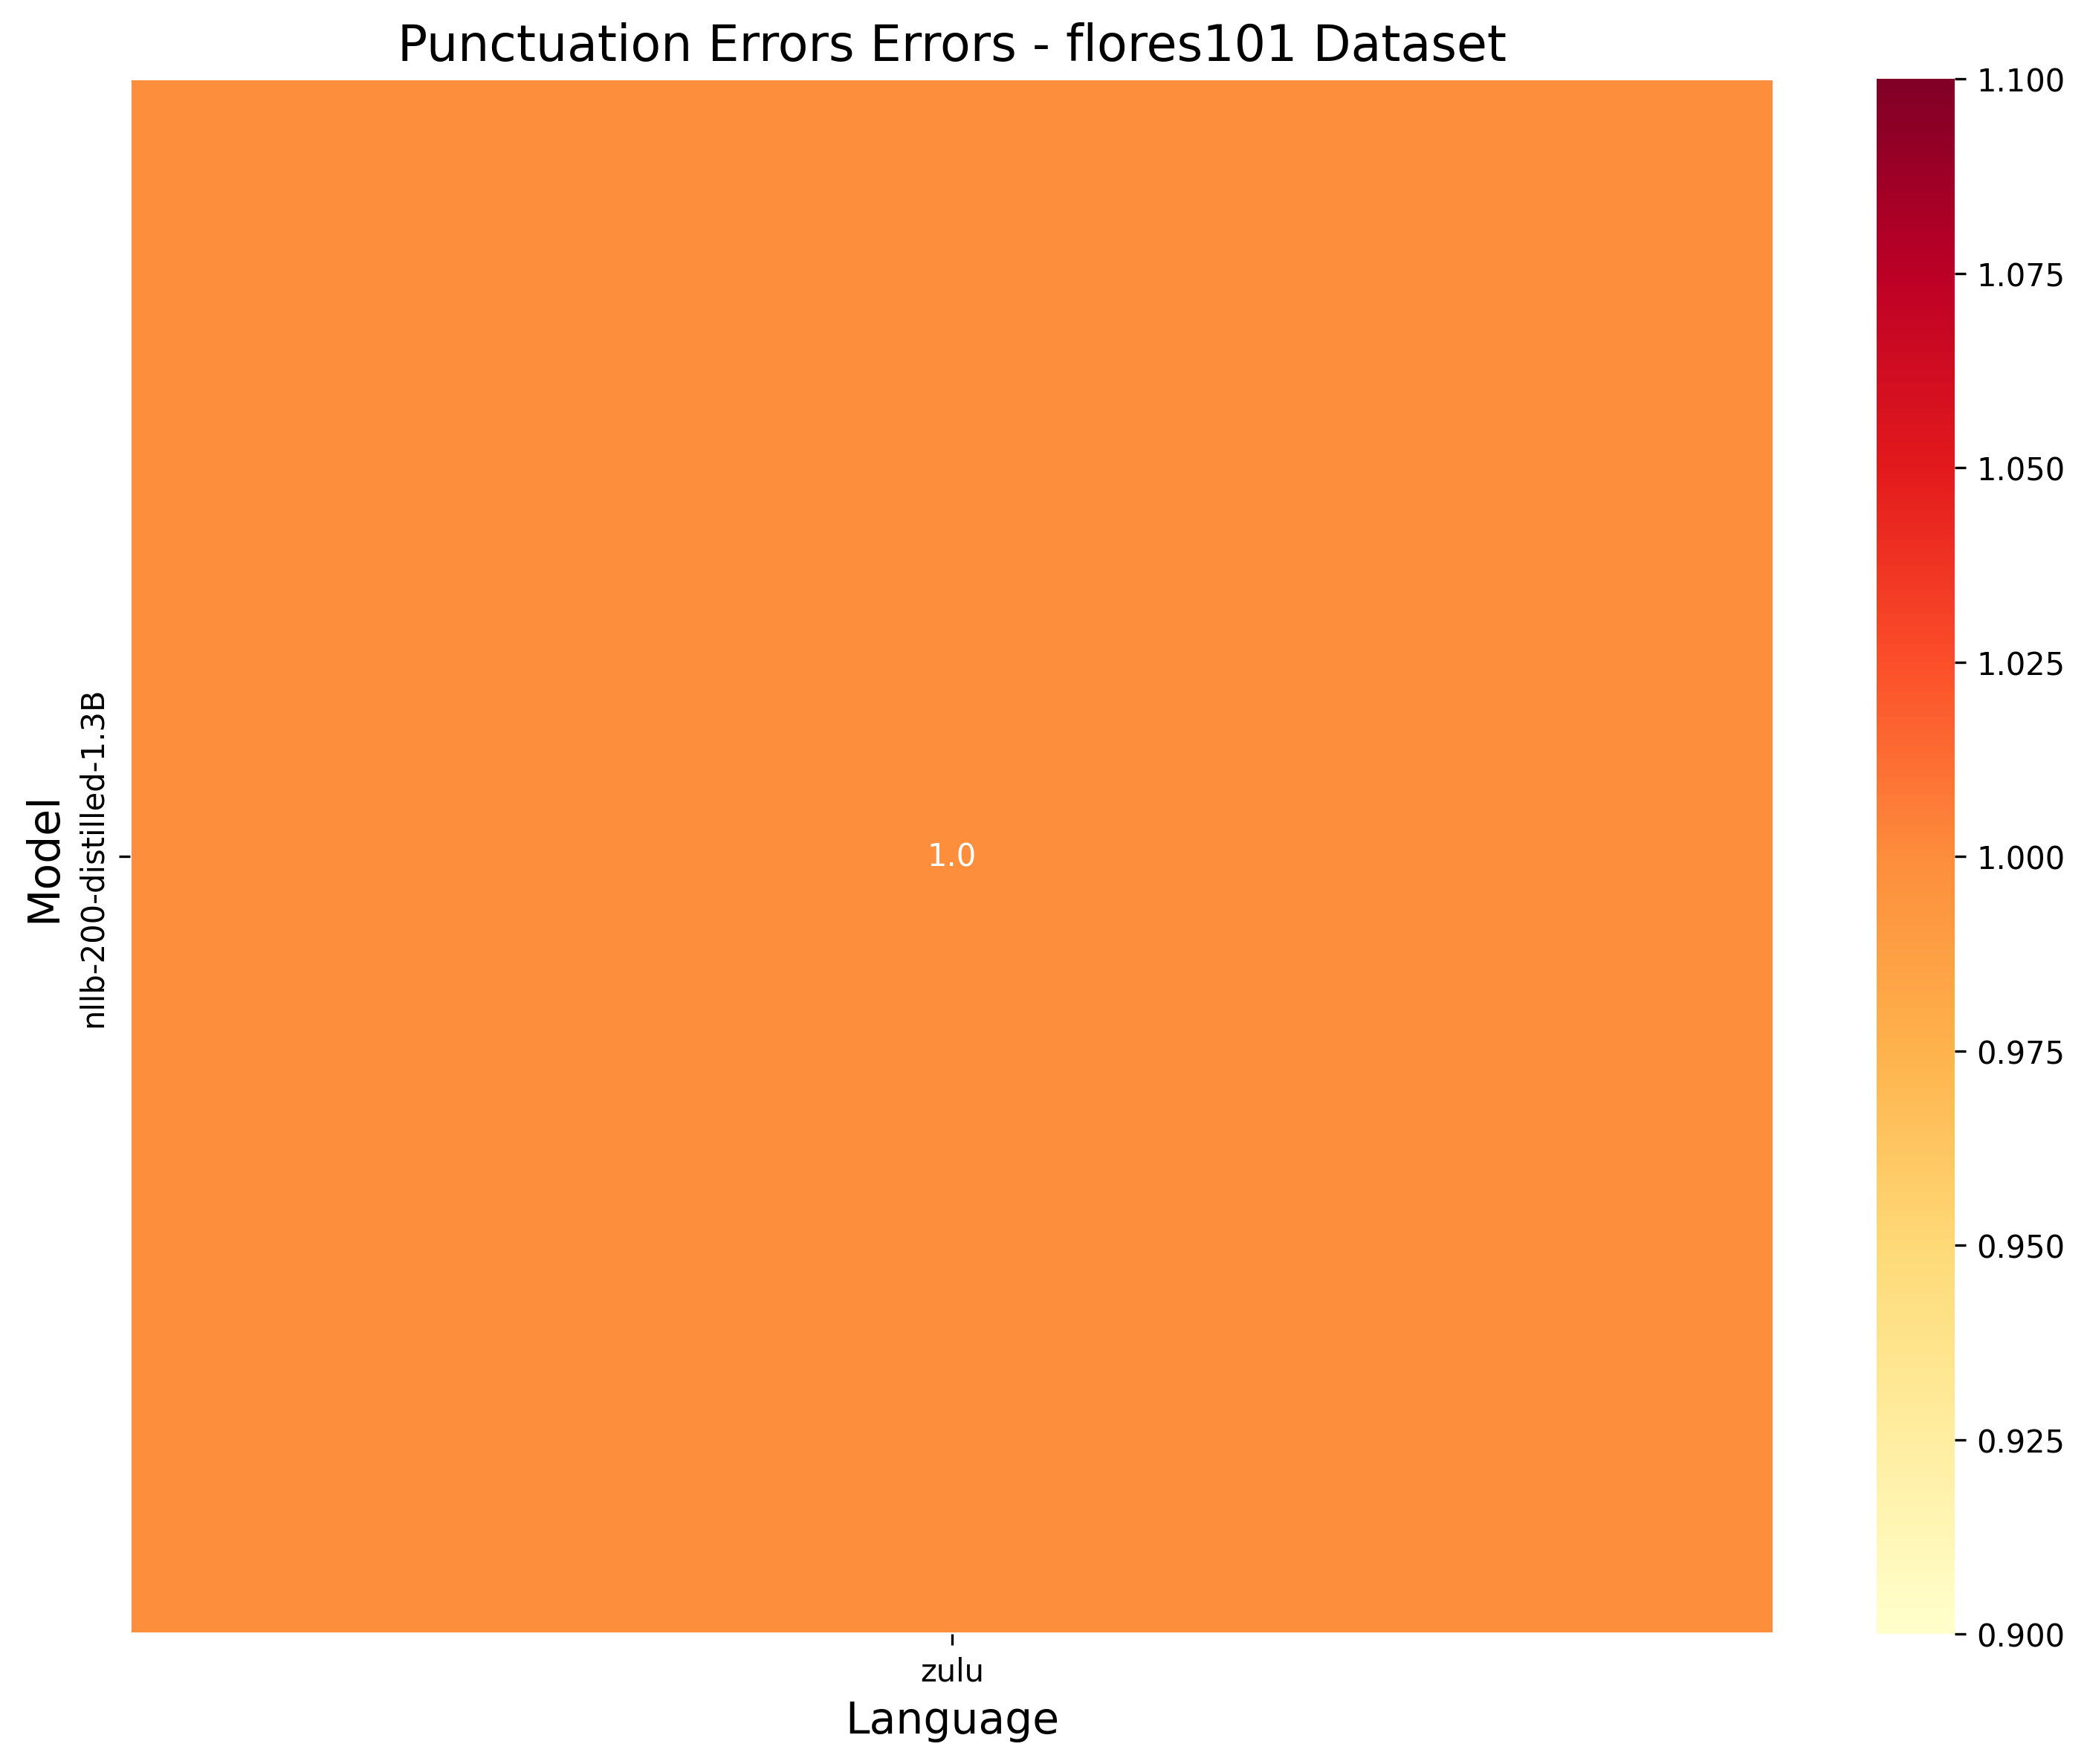 Punctuation Errors Errors - flores101 Dataset
Model
nllb-200-distilled-1.3B
1.0
zulu
Language
1.100
1.075
1.050
1.025
1.000
0.975
0.950
0.925
0.900